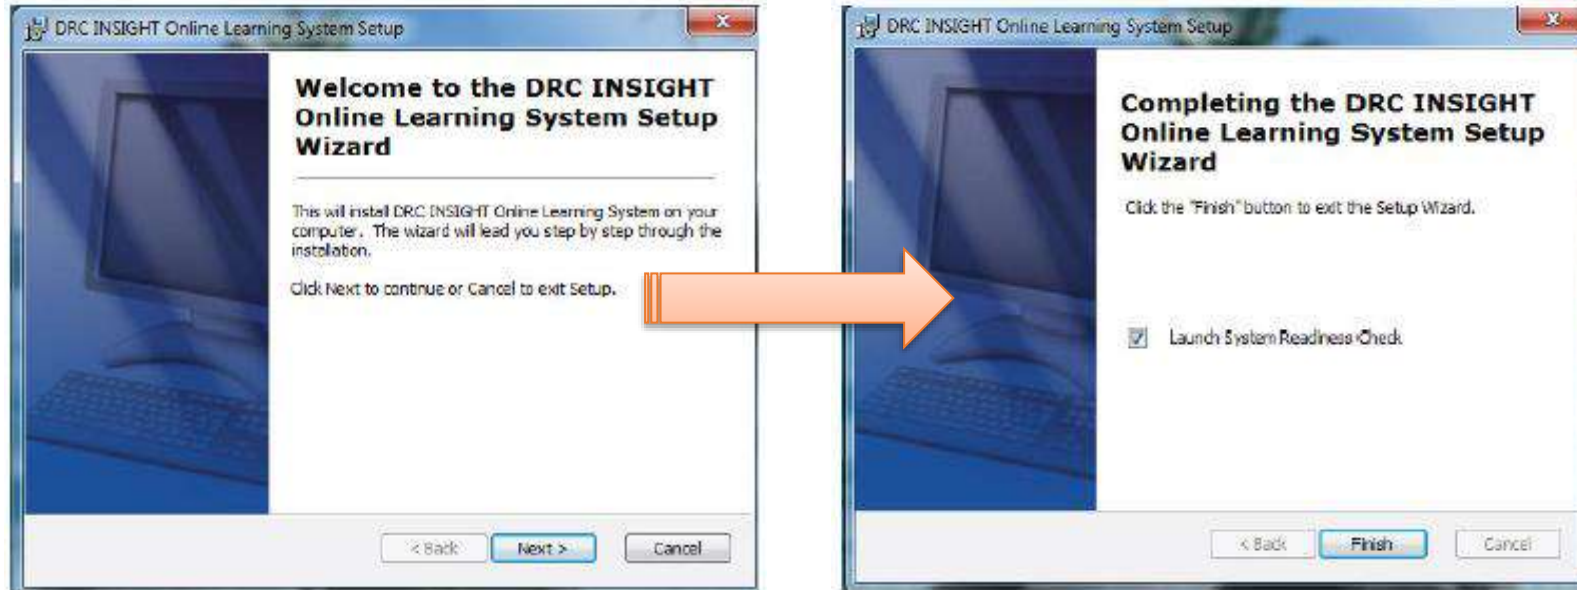 DRC INSIGHT Online Learning System Setup
Welcome to the DRC INSIGHT
Online Learning System Setup
Wizard
This will install DRC INSIGHT Online Learning System on your
computer. The wizard will lead you step by step through the
installation.
Click Next to continue or Cancel to exit Setup.
< Back
Next >
Cancel
DRC INSIGHT Online Learning System Setup
Completing the DRC INSIGHT
Online Learning System Setup
Wizard
Click the "Finish" button to exit the Setup Wizard.
Launch System Readiness Check
< Back
Finish
Cancel